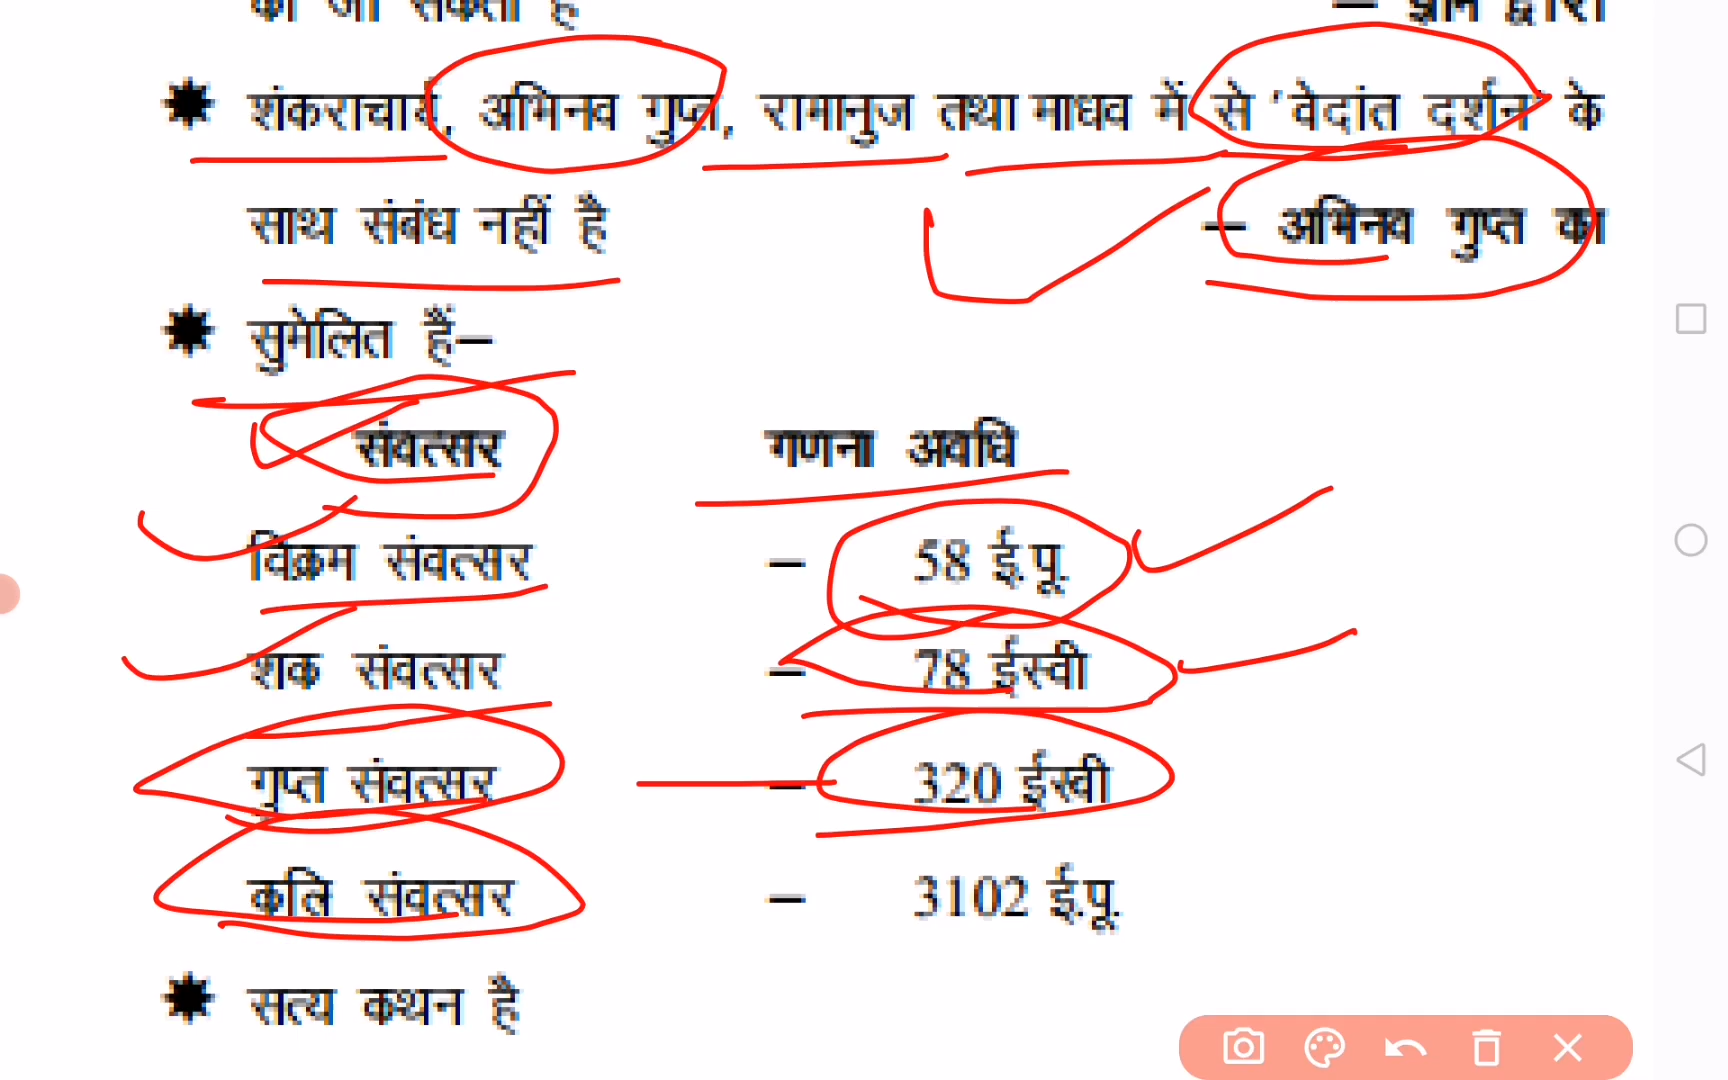 की जा सकती है – ज्ञान द्वारा
शंकराचार्य, अभिनव गुप्त, रामानुज तथा माधव में से 'वेदांत दर्शन' के
साथ संबंध नहीं है – अभिनव गुप्त का
सुमेलित हैं–
संवत्सर गणना अवधि
विक्रम संवत्सर – 58 ई.पू.
शक संवत्सर – 78 ईस्वी
गुप्त संवत्सर – 320 ईस्वी
कलि संवत्सर – 3102 ई.पू.
सत्य कथन है